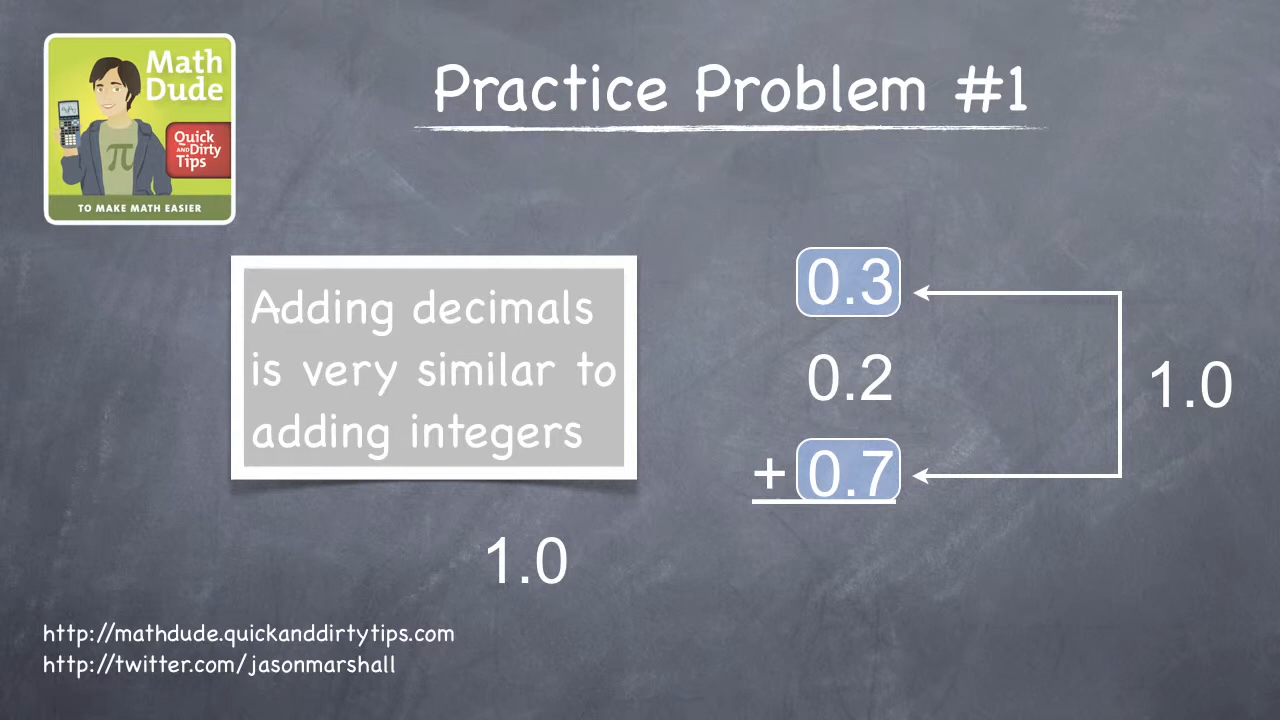 Math
Dude
Quick
AND Dirty
Tips
π
TO MAKE MATH EASIER
Practice Problem #1
Adding decimals
is very similar to
adding integers
0.3
0.2
+ 0.7
1.0
1.0
http://mathdude.quickanddirtytips.com
http://twitter.com/jasonmarshall